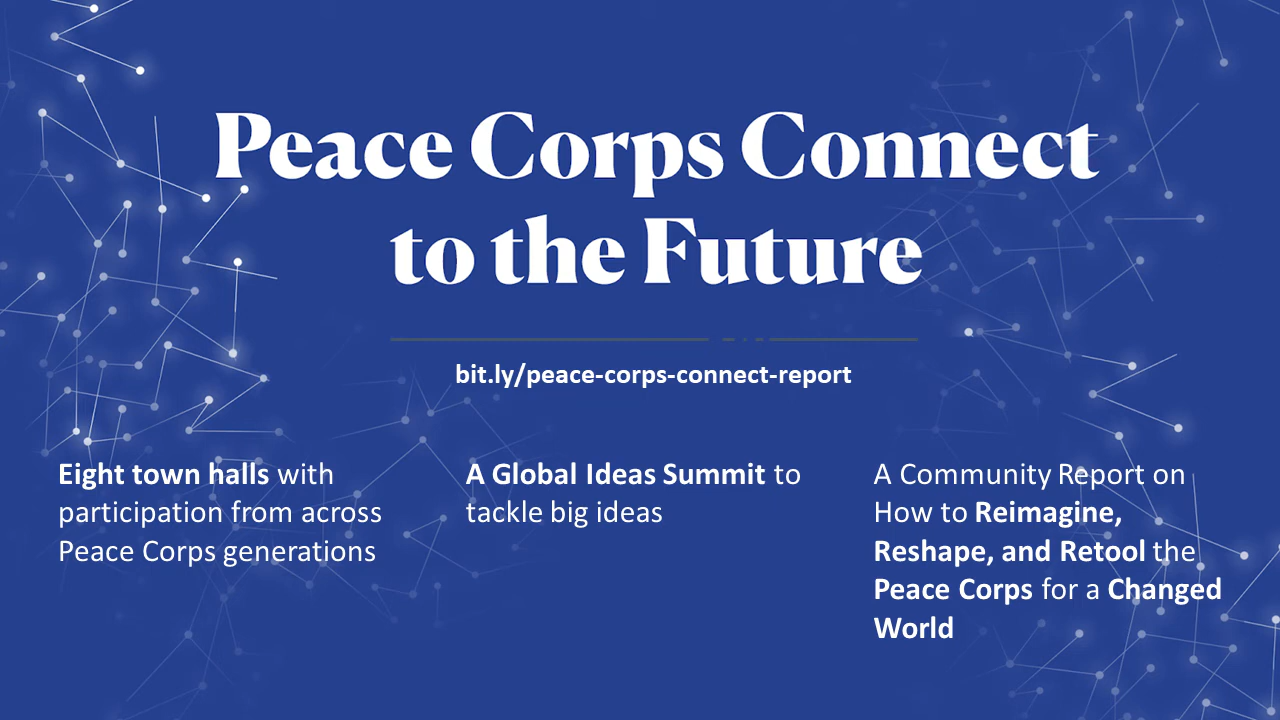 Peace Corps Connect
to the Future
bit.ly/peace-corps-connect-report
Eight town halls with
participation from across
Peace Corps generations
A Global Ideas Summit to
tackle big ideas
A Community Report on
How to Reimagine,
Reshape, and Retool the
Peace Corps for a Changed
World